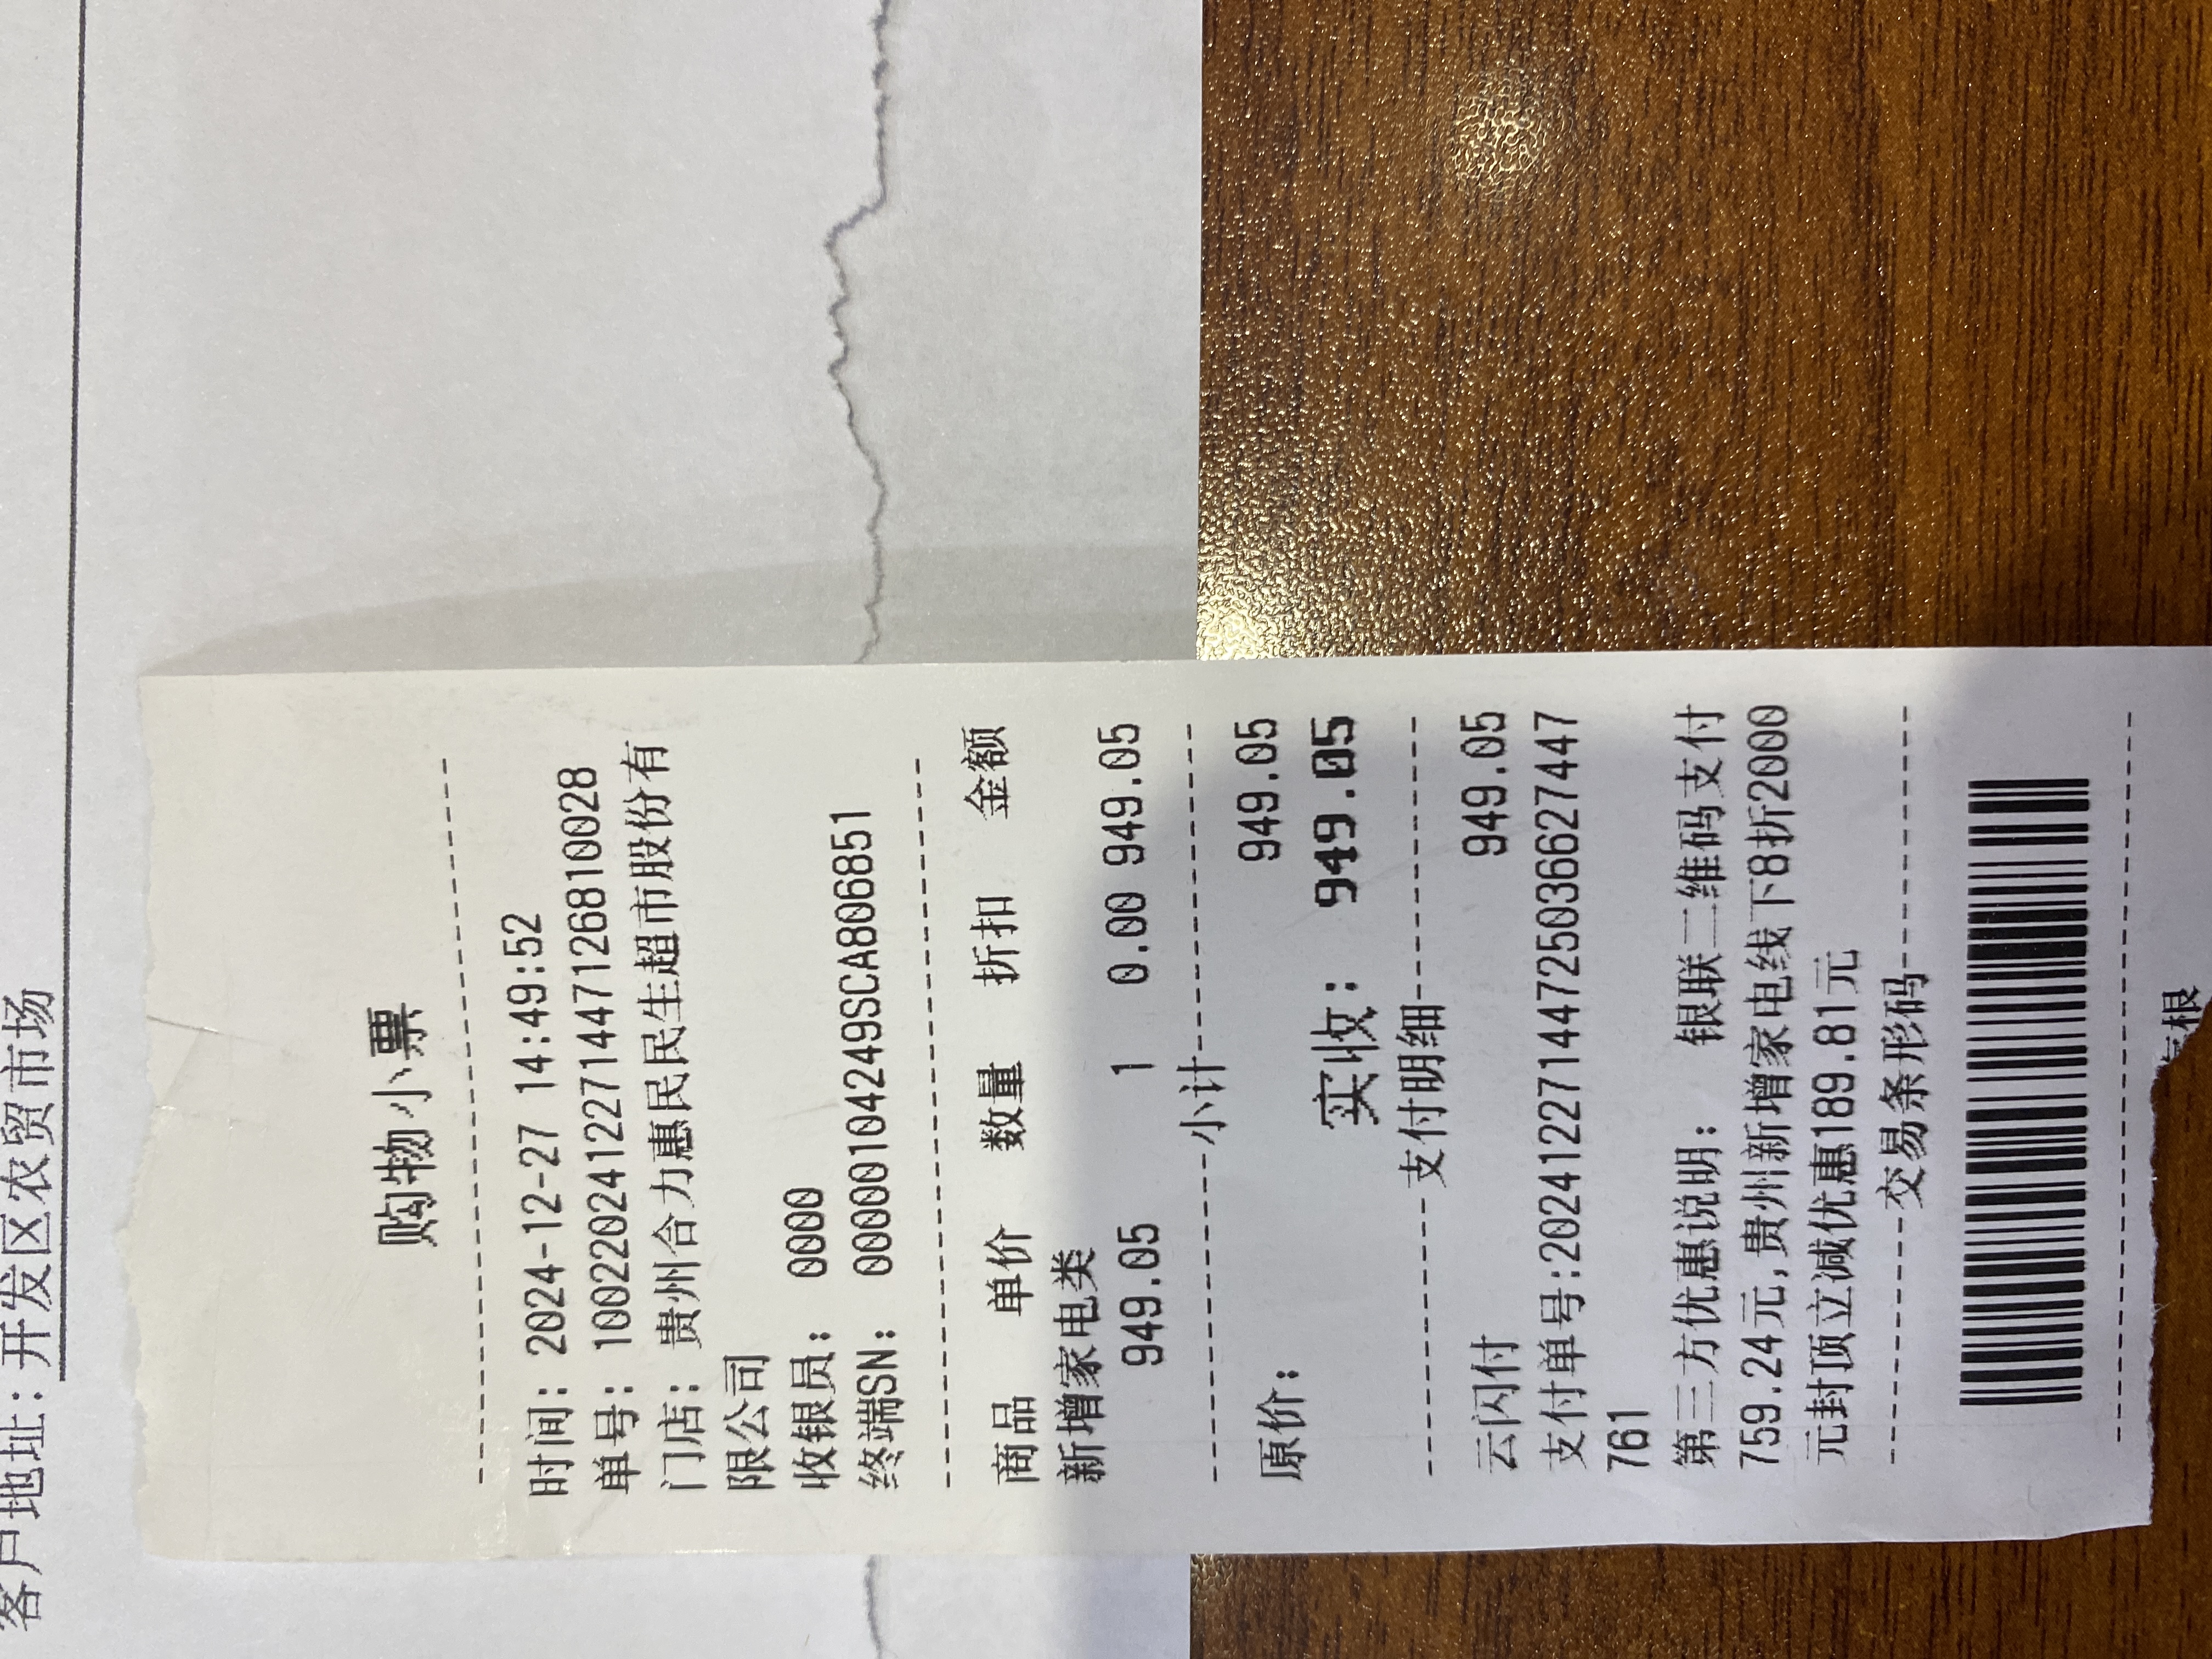 客户地址：开发区农贸市场
购物小票
时间： 2024-12-27 14:49:52
单号： 10022024122714471268100028
门店： 贵州合力惠民民生超市股份有
限公司
收银员： 0000
终端SN： 00000104249SCA806851
商品 单价 数量 折扣 金额
新增家电类
949.05 1 0.00 949.05
小计
原价： 949.05
实收： 949.05
支付明细
云闪付 949.05
支付单号:20241227144725036627447
761
第三方优惠说明： 银联二维码支付
759.24元,贵州新增家电线下8折2000
元封顶立减优惠189.81元
交易条形码